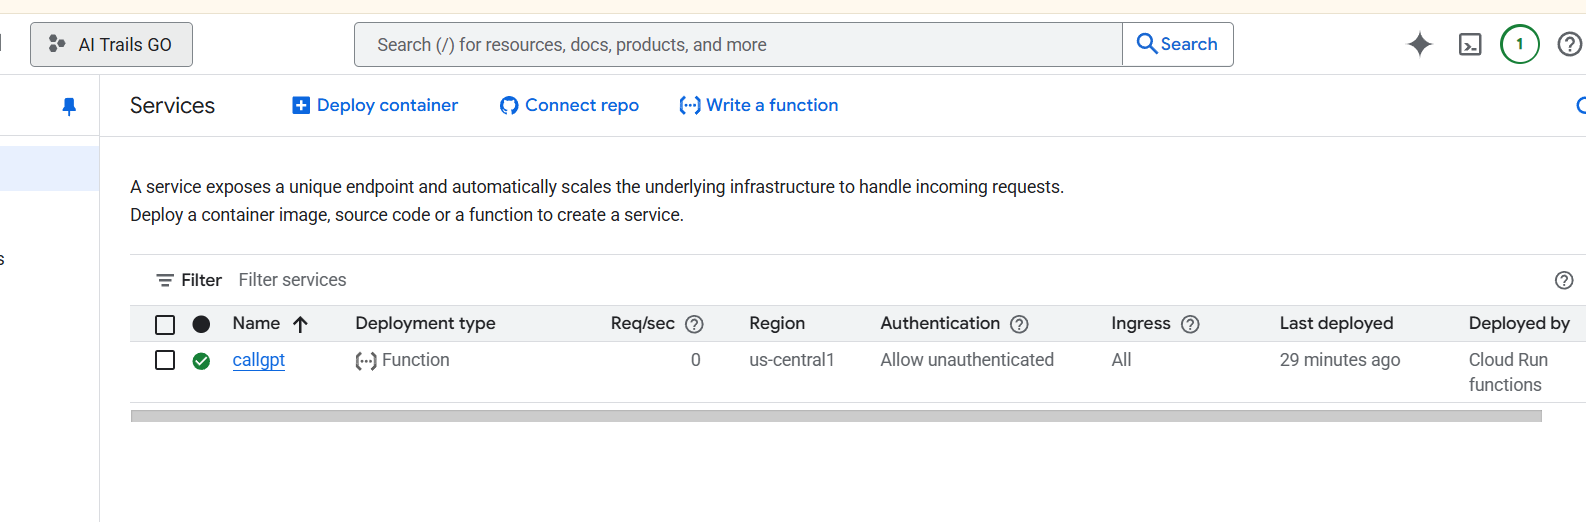 AI Trails GO
Search (/) for resources, docs, products, and more
Search
1
Services
Deploy container
Connect repo
Write a function
A service exposes a unique endpoint and automatically scales the underlying infrastructure to handle incoming requests.
Deploy a container image, source code or a function to create a service.
Filter Filter services
Name Deployment type Req/sec Region Authentication Ingress Last deployed Deployed by
callgpt Function 0 us-central1 Allow unauthenticated All 29 minutes ago Cloud Run
functions